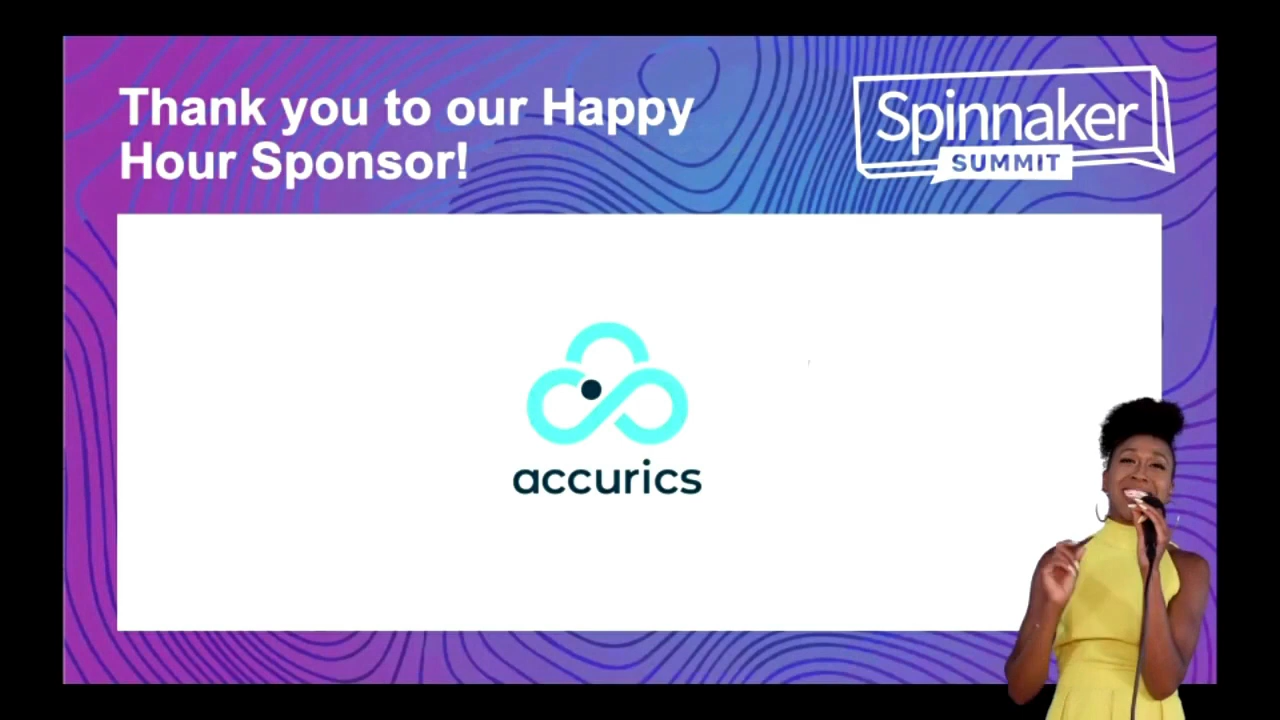 Thank you to our Happy
Hour Sponsor!
Spinnaker
SUMMIT
accurics